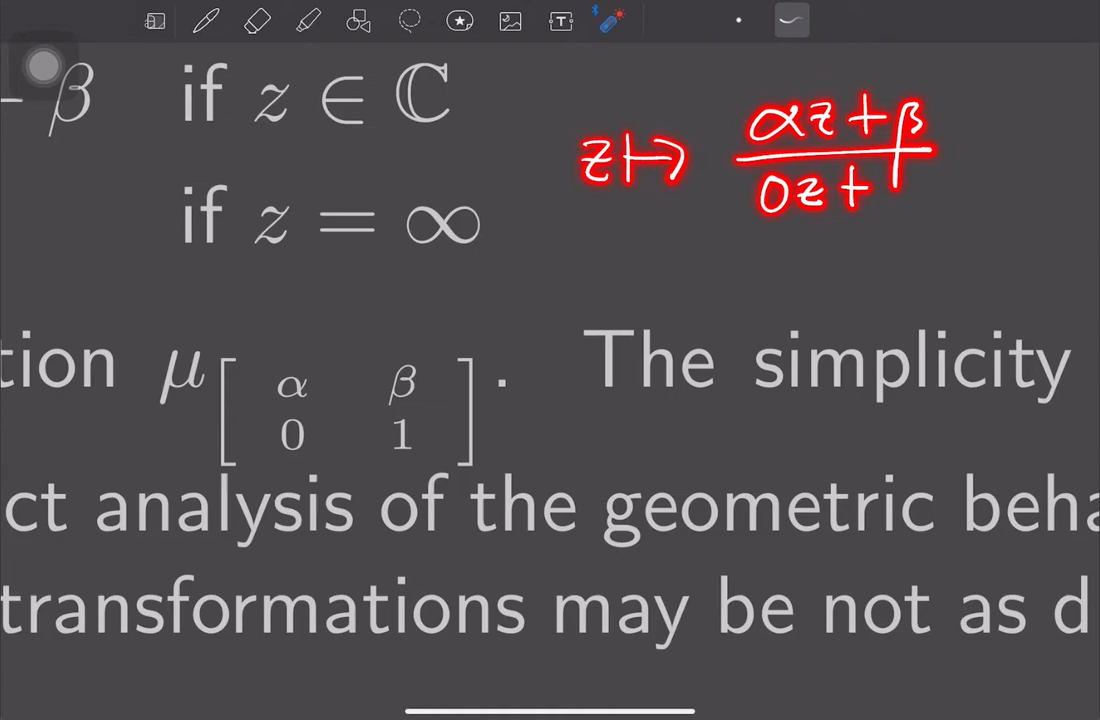 – β if z ∈ ℂ
z ↦ (αz + β) / (0z +
if z = ∞
tion μ[ α β ; 0 1 ]. The simplicity
ct analysis of the geometric beha
transformations may be not as d